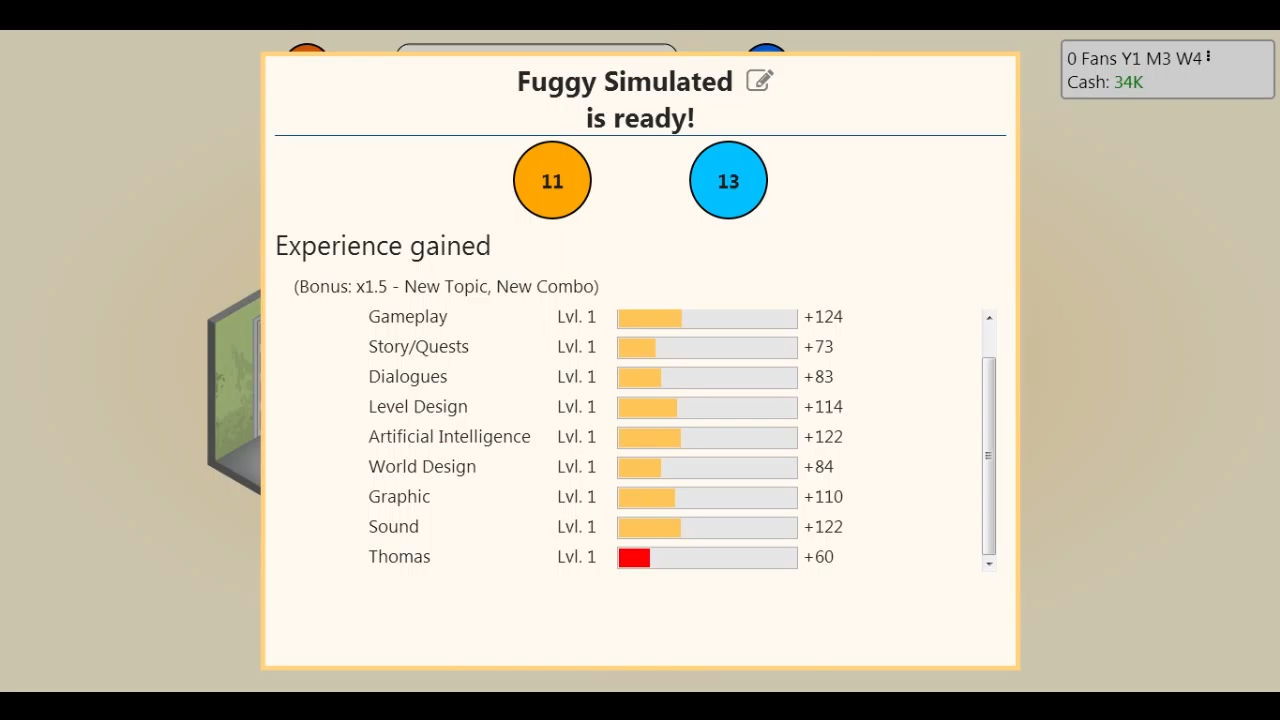 0 Fans Y1 M3 W4
Cash: 34K
Fuggy Simulated
is ready!
11 13
Experience gained
(Bonus: x1.5 - New Topic, New Combo)
Gameplay Lvl. 1 +124
Story/Quests Lvl. 1 +73
Dialogues Lvl. 1 +83
Level Design Lvl. 1 +114
Artificial Intelligence Lvl. 1 +122
World Design Lvl. 1 +84
Graphic Lvl. 1 +110
Sound Lvl. 1 +122
Thomas Lvl. 1 +60